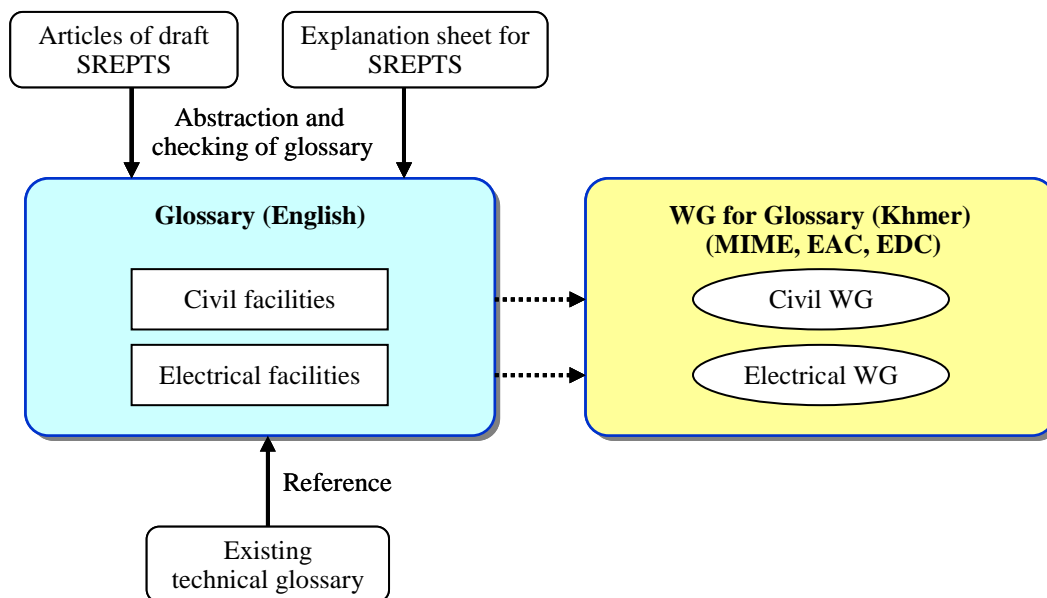 Articles of draft
SREPTS
Explanation sheet for
SREPTS
Abstraction and
checking of glossary
Glossary (English)
Civil facilities
Electrical facilities
WG for Glossary (Khmer)
(MIME, EAC, EDC)
Civil WG
Electrical WG
Reference
Existing
technical glossary